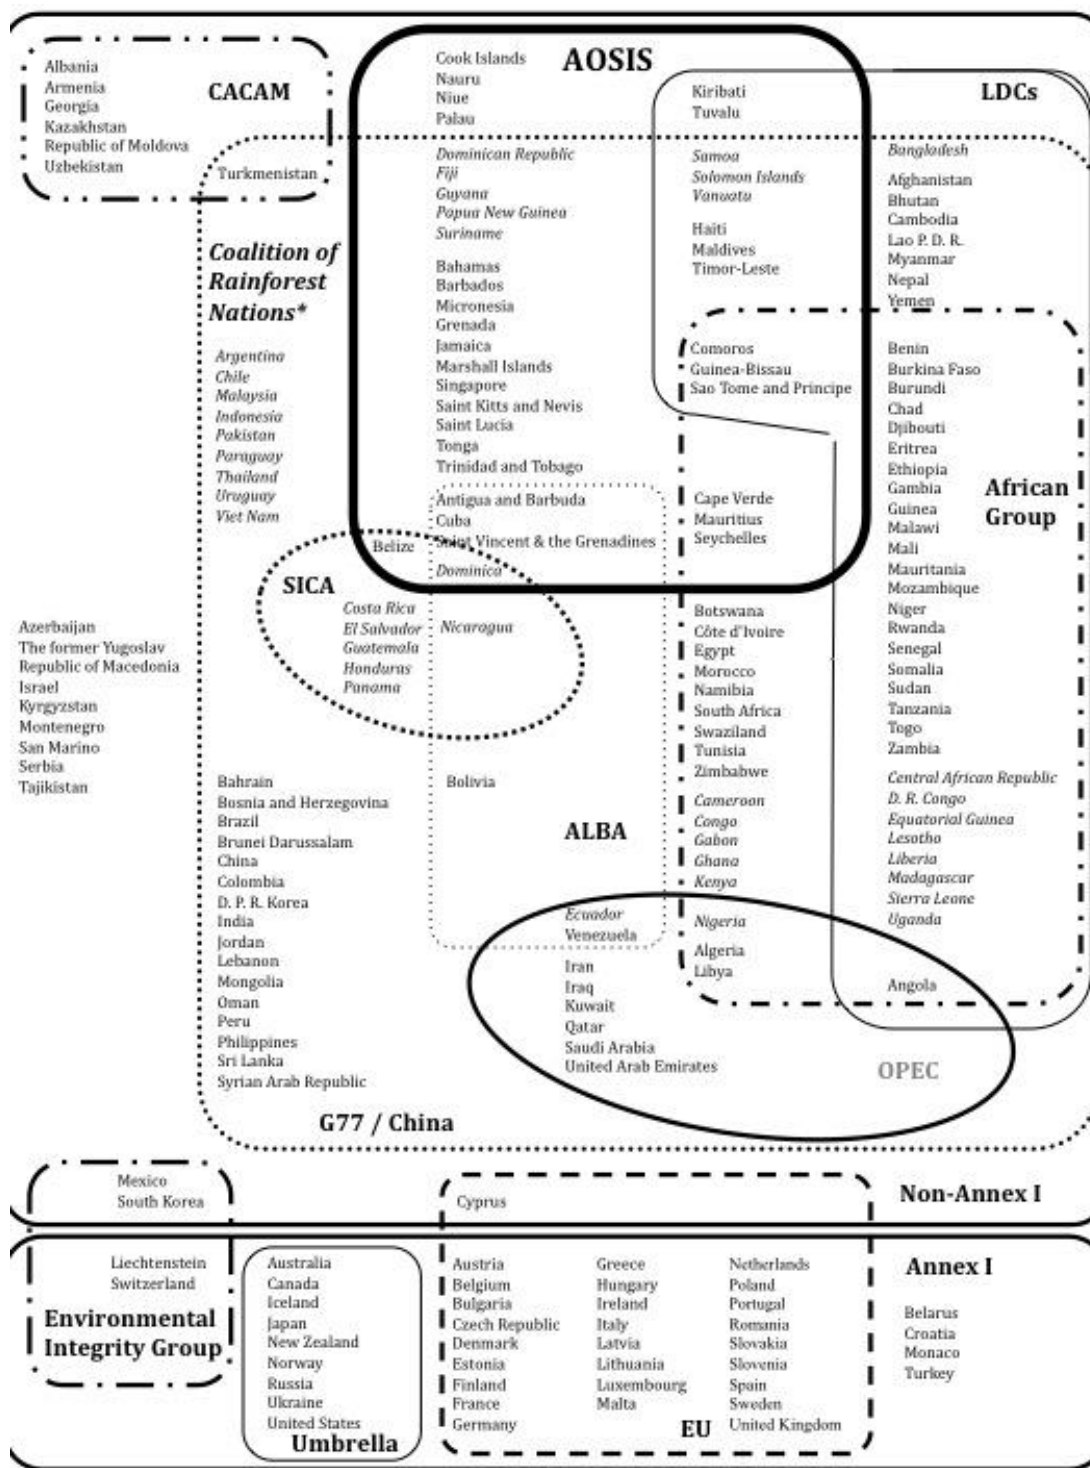 AOSIS
Cook Islands
Nauru
Niue
Palau
Albania
Armenia
Georgia
Kazakhstan
Republic of Moldova
Uzbekistan
CACAM
Turkmenistan
Kiribati
Tuvalu
LDCs
Dominican Republic
Fiji
Guyana
Papua New Guinea
Suriname
Samoa
Solomon Islands
Vanuatu
Haiti
Maldives
Timor-Leste
Bangladesh
Afghanistan
Bhutan
Cambodia
Lao P. D. R.
Myanmar
Nepal
Yemen
Coalition of
Rainforest
Nations*
Argentina
Chile
Malaysia
Indonesia
Pakistan
Paraguay
Thailand
Uruguay
Viet Nam
Bahamas
Barbados
Micronesia
Grenada
Jamaica
Marshall Islands
Singapore
Saint Kitts and Nevis
Saint Lucia
Tonga
Trinidad and Tobago
Comoros
Guinea-Bissau
Sao Tome and Principe
Benin
Burkina Faso
Burundi
Chad
Djibouti
Eritrea
Ethiopia
Gambia
Guinea
Malawi
Mali
Mauritania
Mozambique
Niger
Rwanda
Senegal
Somalia
Sudan
Tanzania
Togo
Zambia
African
Group
Antigua and Barbuda
Cuba
Saint Vincent & the Grenadines
Dominica
Cape Verde
Mauritius
Seychelles
Belize
SICA
Costa Rica
El Salvador
Guatemala
Honduras
Panama
Nicaragua
Azerbaijan
The former Yugoslav
Republic of Macedonia
Israel
Kyrgyzstan
Montenegro
San Marino
Serbia
Tajikistan
Botswana
Côte d'Ivoire
Egypt
Morocco
Namibia
South Africa
Swaziland
Tunisia
Zimbabwe
Cameroon
Congo
Gabon
Ghana
Kenya
Nigeria
Algeria
Libya
Central African Republic
D. R. Congo
Equatorial Guinea
Lesotho
Liberia
Madagascar
Sierra Leone
Uganda
Angola
Bahrain
Bosnia and Herzegovina
Brazil
Brunei Darussalam
China
Colombia
D. P. R. Korea
India
Jordan
Lebanon
Mongolia
Oman
Peru
Philippines
Sri Lanka
Syrian Arab Republic
Bolivia
ALBA
Ecuador
Venezuela
Iran
Iraq
Kuwait
Qatar
Saudi Arabia
United Arab Emirates
OPEC
G77 / China
Mexico
South Korea
Cyprus
Non-Annex I
Liechtenstein
Switzerland
Environmental
Integrity Group
Australia
Canada
Iceland
Japan
New Zealand
Norway
Russia
Ukraine
United States
Umbrella
Austria
Belgium
Bulgaria
Czech Republic
Denmark
Estonia
Finland
France
Germany
Greece
Hungary
Ireland
Italy
Latvia
Lithuania
Luxembourg
Malta
EU
Netherlands
Poland
Portugal
Romania
Slovakia
Slovenia
Spain
Sweden
United Kingdom
Annex I
Belarus
Croatia
Monaco
Turkey